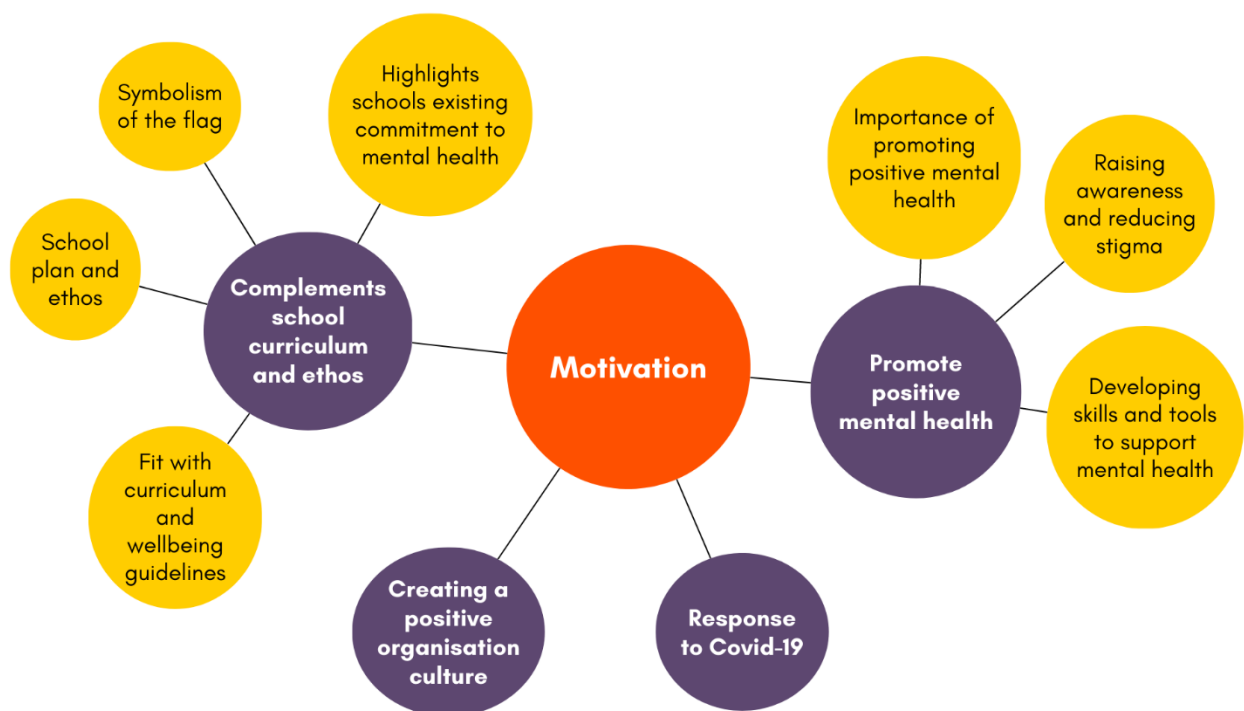 Symbolism
of the flag
Highlights
schools existing
commitment to
mental health
School
plan and
ethos
Complements
school
curriculum
and ethos
Fit with
curriculum
and
wellbeing
guidelines
Motivation
Importance of
promoting
positive mental
health
Raising
awareness
and reducing
stigma
Promote
positive
mental health
Developing
skills and tools
to support
mental health
Creating a
positive
organisation
culture
Response
to Covid-19